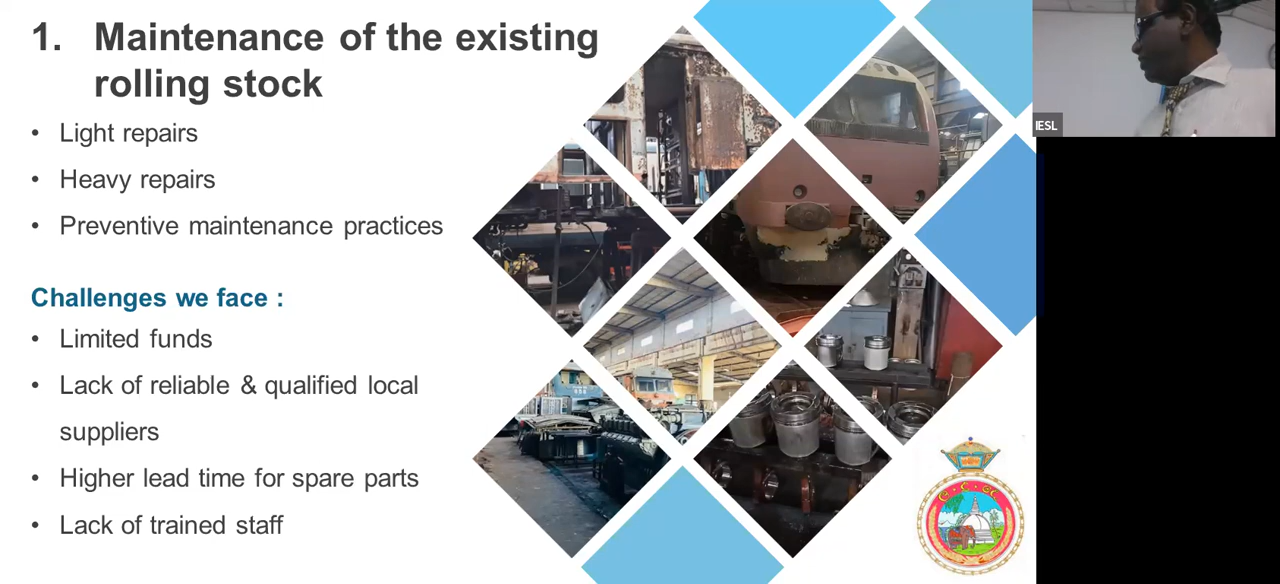 1. Maintenance of the existing
rolling stock
• Light repairs
• Heavy repairs
• Preventive maintenance practices
Challenges we face :
• Limited funds
• Lack of reliable & qualified local
suppliers
• Higher lead time for spare parts
• Lack of trained staff
IESL